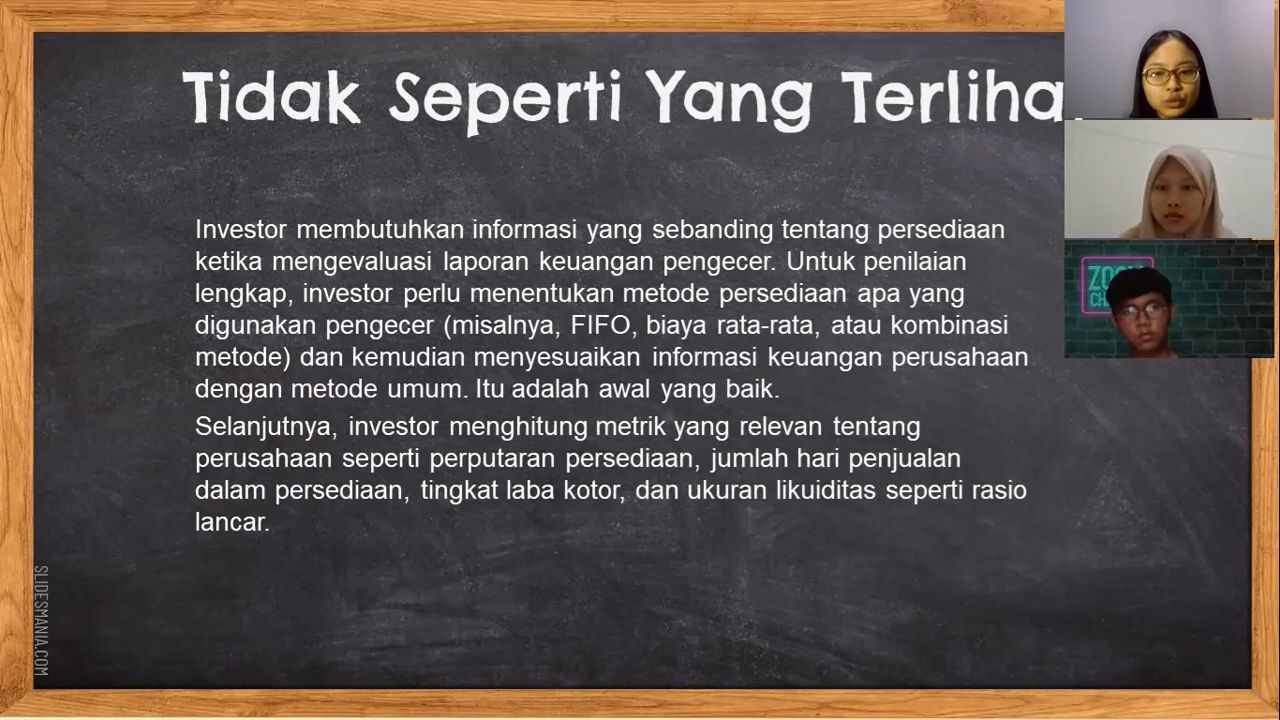 Tidak Seperti Yang Terliha
Investor membutuhkan informasi yang sebanding tentang persediaan
ketika mengevaluasi laporan keuangan pengecer. Untuk penilaian
lengkap, investor perlu menentukan metode persediaan apa yang
digunakan pengecer (misalnya, FIFO, biaya rata-rata, atau kombinasi
metode) dan kemudian menyesuaikan informasi keuangan perusahaan
dengan metode umum. Itu adalah awal yang baik.
Selanjutnya, investor menghitung metrik yang relevan tentang
perusahaan seperti perputaran persediaan, jumlah hari penjualan
dalam persediaan, tingkat laba kotor, dan ukuran likuiditas seperti rasio
lancar.
SLIDESMANIA.COM